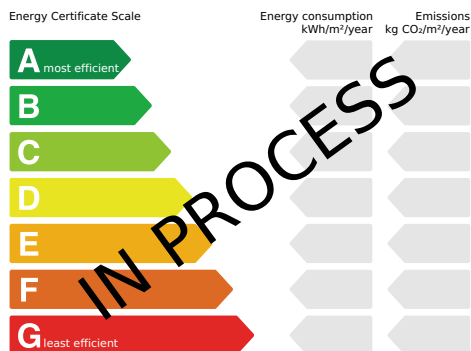 Energy Certificate Scale
Energy consumption
kWh/m²/year
Emissions
kg CO₂/m²/year
A most efficient
B
C
D
E
F
G least efficient
IN PROCESS